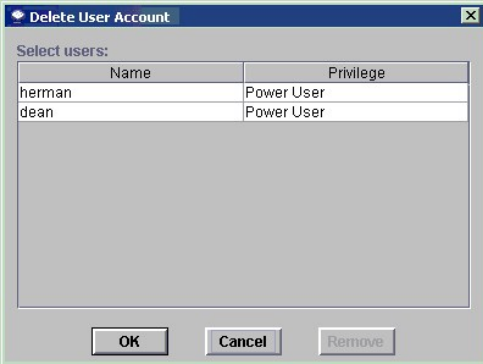 Delete User Account
Select users:
Name Privilege
herman Power User
dean Power User
OK Cancel Remove